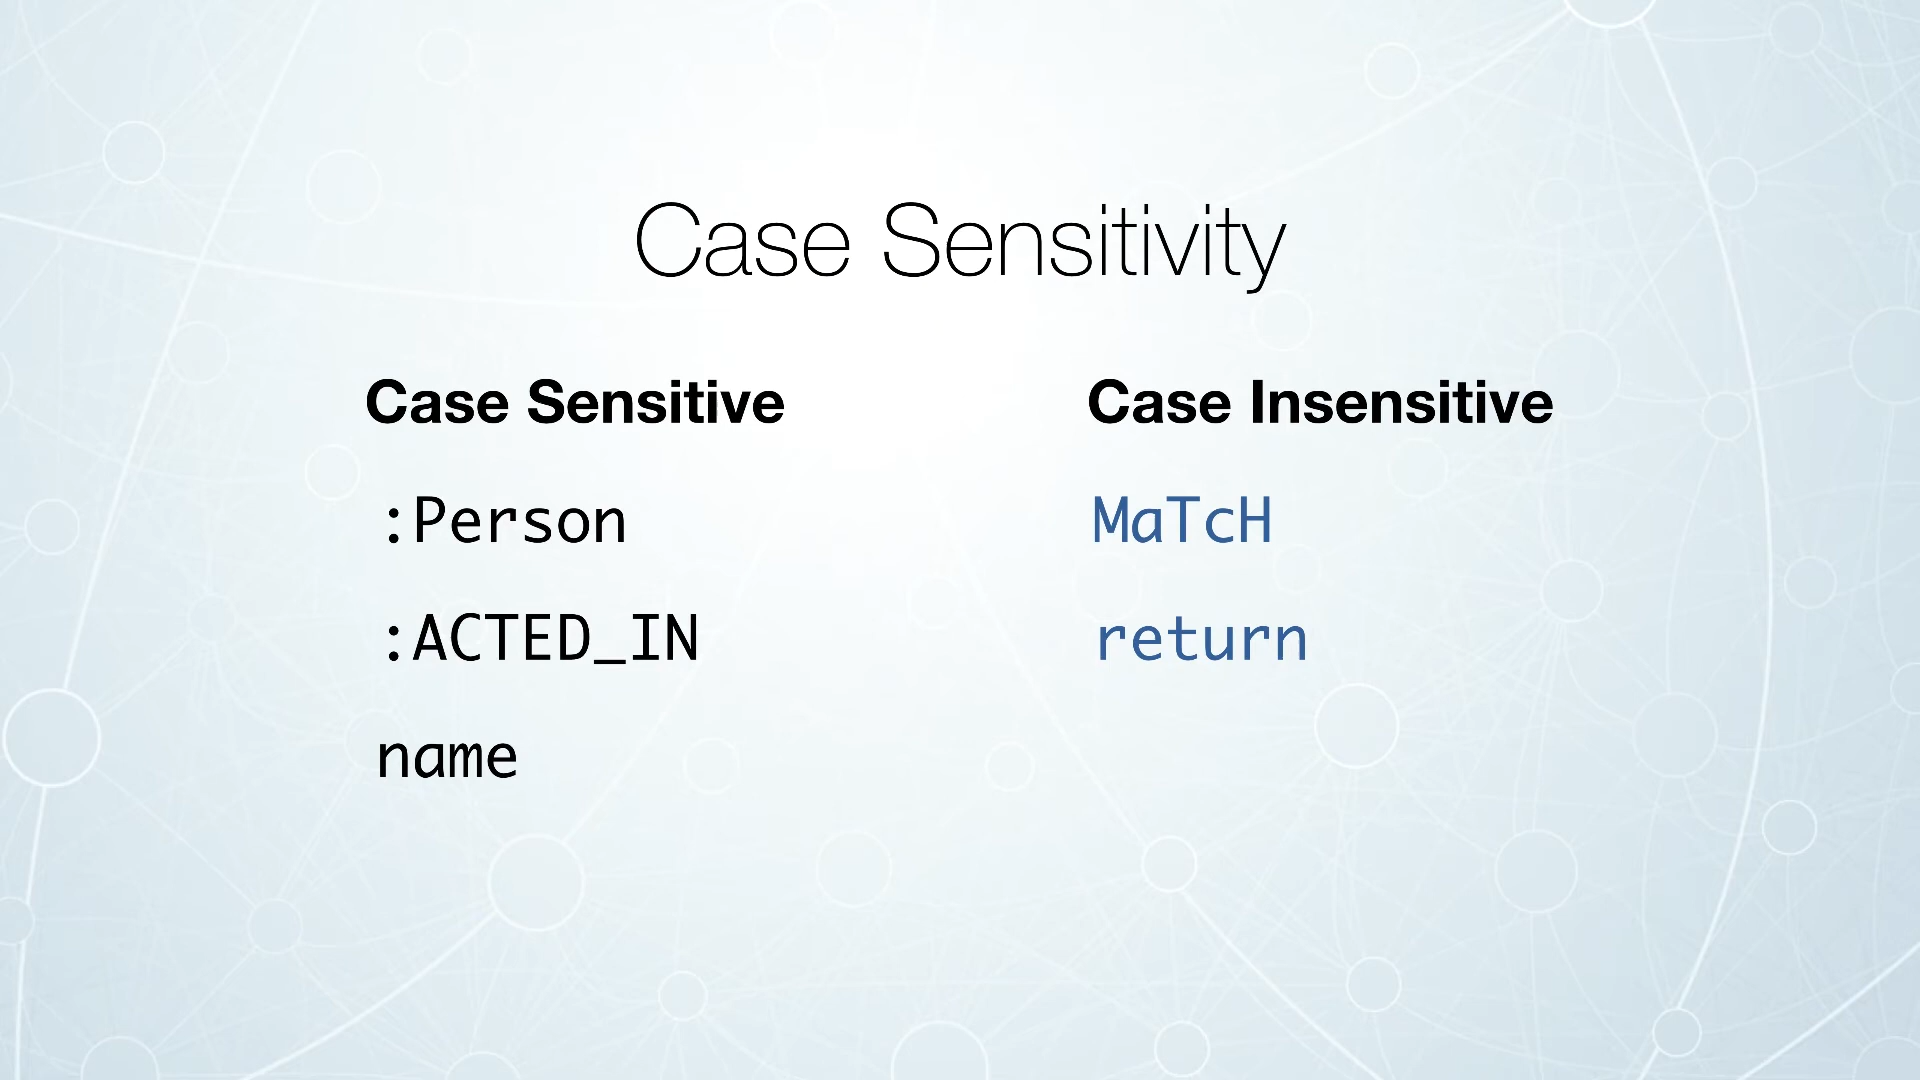 Case Sensitivity
Case Sensitive
:Person
:ACTED_IN
name
Case Insensitive
MaTcH
return